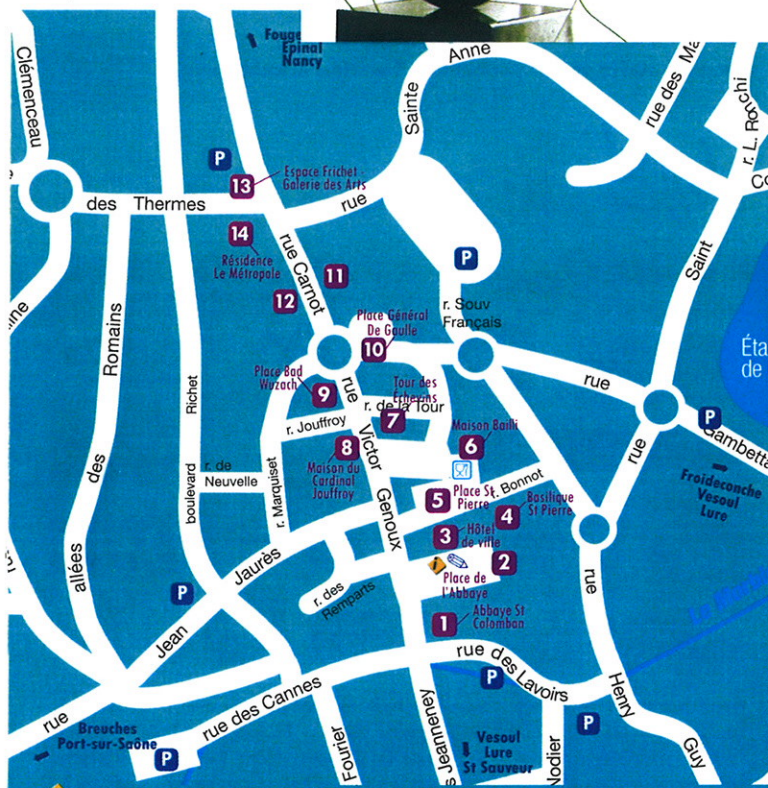 Fouge
Epinal
Nancy
Clémenceau
Sainte
Anne
rue des Ma
r. L. Ronchi
P
13
Espace Frichet -
Galerie des Arts
des Thermes
rue
14
Résidence
Le Métropole
rue Carnot
11
12
P
r. Souv
Français
Saint
Place Général
De Gaulle
10
Place Bad
Wuzach
9
rue
Victor
Genoux
Tour des
Echevins
r. de la Tour
7
rue
Éta
de
P
Gambetta
Froideconche
Vesoul
Lure
Romains
des
allées
Richet
boulevard
r. Jouffroy
8
Maison du
Cardinal
Jouffroy
Maison Bailli
6
r. de
Neuvelle
r. Marquiset
5
Place St
Pierre
r. Bonnot
4
Basilique
St Pierre
3
Hôtel
de ville
2
rue
Jaurès
Jean
rue
r. des
Remparts
Place de
l'Abbaye
1
Abbaye St
Colomban
P
rue
Henry
Guy
rue des Lavoirs
P
P
rue des Cannes
Breuches
Port-sur-Saône
P
Fourier
s Jeanneney
Vesoul
Lure
St Sauveur
Nodier